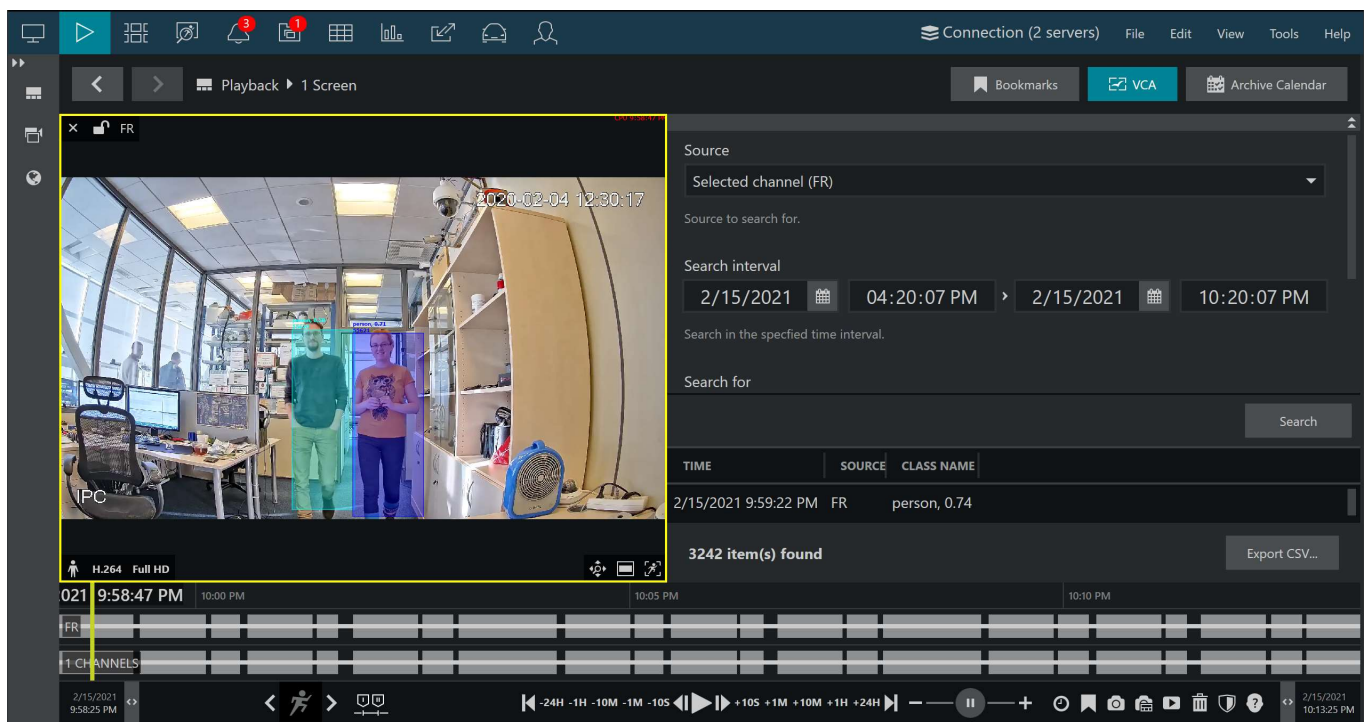 3
1
Connection (2 servers) File Edit View Tools Help
Playback 1 Screen
Bookmarks
VCA
Archive Calendar
FR
Source
2020-02-04 12:30:17
Selected channel (FR)
Source to search for.
Search interval
2/15/2021 04:20:07 PM 2/15/2021 10:20:07 PM
Search in the specfied time interval.
person, 0.71
Search for
Search
TIME SOURCE CLASS NAME
IPC
2/15/2021 9:59:22 PM FR person, 0.74
3242 item(s) found
Export CSV...
H.264 Full HD
021 9:58:47 PM 10:00 PM 10:05 PM 10:10 PM
FR
1 CHANNELS
2/15/2021
9:58:25 PM
-24H -1H -10M -1M -10S +10S +1M +10M +1H +24H
2/15/2021
10:13:25 PM